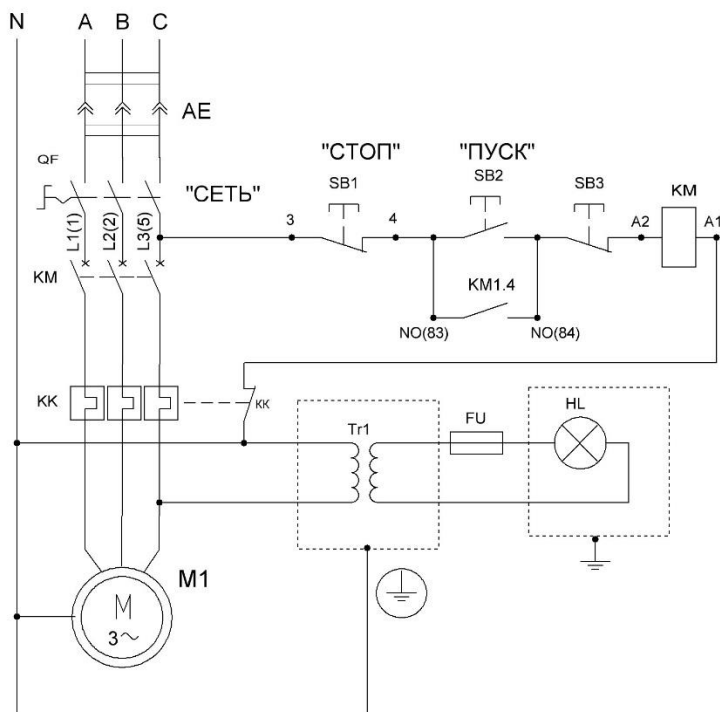 N A B C
AE
QF
"СЕТЬ"
"СТОП"
"ПУСК"
SB1
SB2
SB3
KM
3
4
A2
A1
L1(1)
L2(2)
L3(5)
KM
KM1.4
NO(83)
NO(84)
KK
KK
Tr1
FU
HL
M1
M
3～